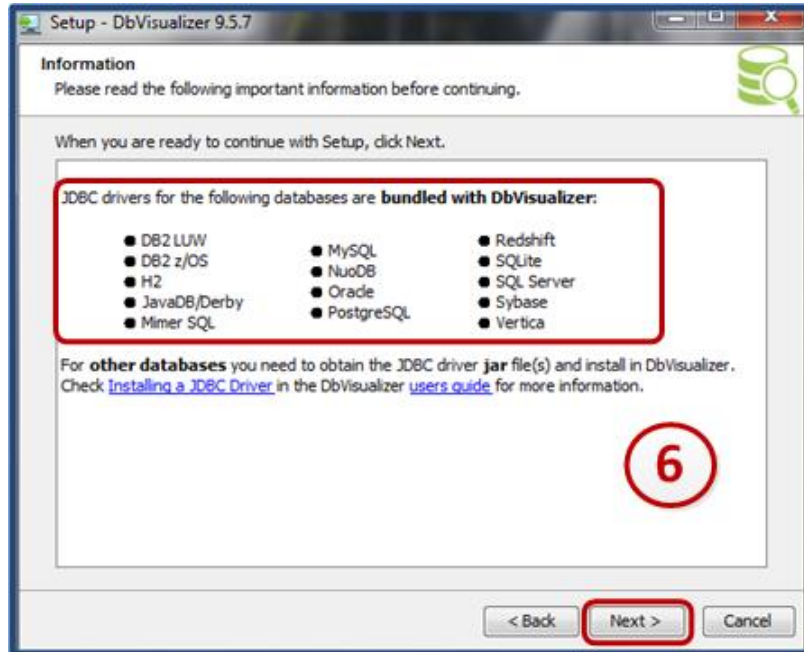 Setup - DbVisualizer 9.5.7
Information
Please read the following important information before continuing.
When you are ready to continue with Setup, click Next.
JDBC drivers for the following databases are bundled with DbVisualizer:
DB2 LUW
DB2 z/OS
H2
JavaDB/Derby
Mimer SQL
MySQL
NuoDB
Oracle
PostgreSQL
Redshift
SQLite
SQL Server
Sybase
Vertica
For other databases you need to obtain the JDBC driver jar file(s) and install in DbVisualizer.
Check Installing a JDBC Driver in the DbVisualizer users guide for more information.
6
< Back
Next >
Cancel